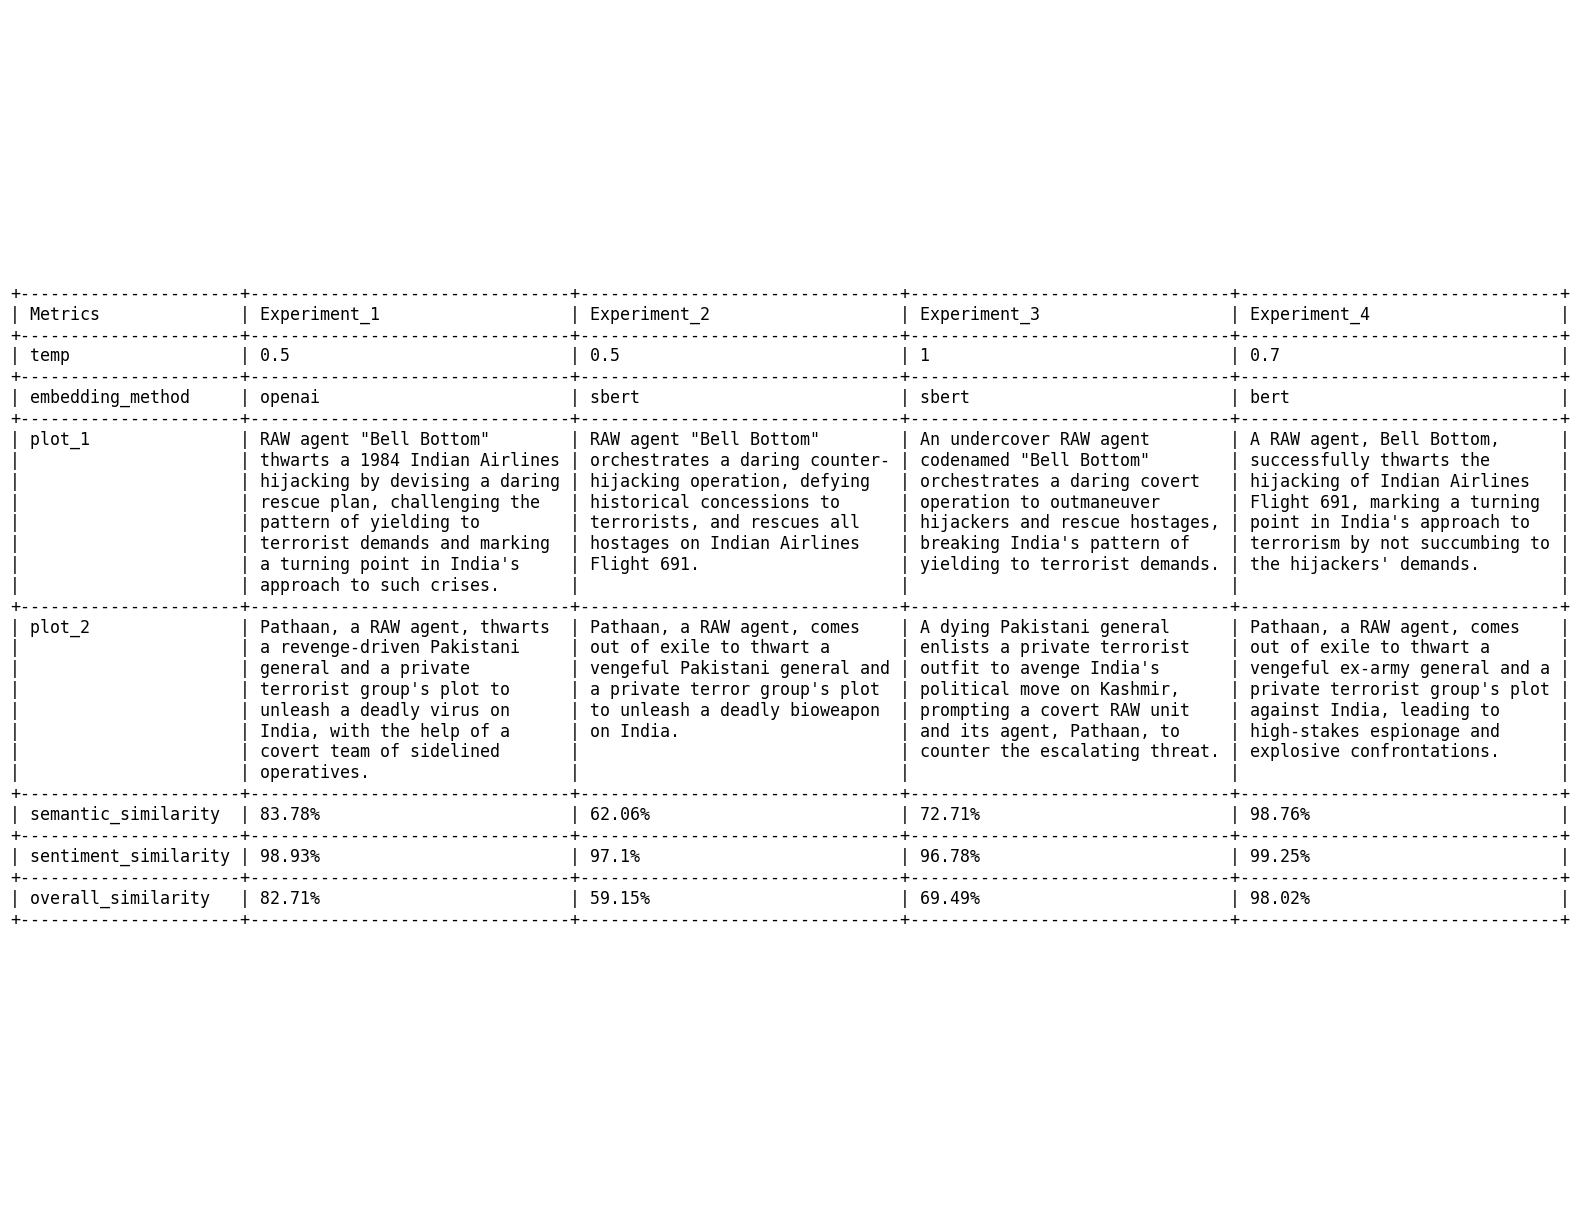 +----------------------+--------------------------------+--------------------------------+--------------------------------+--------------------------------+
| Metrics              | Experiment_1                   | Experiment_2                   | Experiment_3                   | Experiment_4                   |
+----------------------+--------------------------------+--------------------------------+--------------------------------+--------------------------------+
| temp                 | 0.5                            | 0.5                            | 1                              | 0.7                            |
+----------------------+--------------------------------+--------------------------------+--------------------------------+--------------------------------+
| embedding_method     | openai                         | sbert                          | sbert                          | bert                           |
+----------------------+--------------------------------+--------------------------------+--------------------------------+--------------------------------+
| plot_1               | RAW agent "Bell Bottom"        | RAW agent "Bell Bottom"        | An undercover RAW agent        | A RAW agent, Bell Bottom,      |
|                      | thwarts a 1984 Indian Airlines | orchestrates a daring counter- | codenamed "Bell Bottom"        | successfully thwarts the       |
|                      | hijacking by devising a daring | hijacking operation, defying   | orchestrates a daring covert   | hijacking of Indian Airlines   |
|                      | rescue plan, challenging the   | historical concessions to      | operation to outmaneuver       | Flight 691, marking a turning  |
|                      | pattern of yielding to         | terrorists, and rescues all    | hijackers and rescue hostages, | point in India's approach to   |
|                      | terrorist demands and marking  | hostages on Indian Airlines    | breaking India's pattern of    | terrorism by not succumbing to |
|                      | a turning point in India's     | Flight 691.                    | yielding to terrorist demands. | the hijackers' demands.        |
|                      | approach to such crises.       |                                |                                |                                |
+----------------------+--------------------------------+--------------------------------+--------------------------------+--------------------------------+
| plot_2               | Pathaan, a RAW agent, thwarts  | Pathaan, a RAW agent, comes    | A dying Pakistani general      | Pathaan, a RAW agent, comes    |
|                      | a revenge-driven Pakistani     | out of exile to thwart a       | enlists a private terrorist    | out of exile to thwart a       |
|                      | general and a private          | vengeful Pakistani general and | outfit to avenge India's       | vengeful ex-army general and a |
|                      | terrorist group's plot to      | a private terror group's plot  | political move on Kashmir,     | private terrorist group's plot |
|                      | unleash a deadly virus on      | to unleash a deadly bioweapon  | prompting a covert RAW unit    | against India, leading to      |
|                      | India, with the help of a      | on India.                      | and its agent, Pathaan, to     | high-stakes espionage and      |
|                      | covert team of sidelined       |                                | counter the escalating threat. | explosive confrontations.      |
|                      | operatives.                    |                                |                                |                                |
+----------------------+--------------------------------+--------------------------------+--------------------------------+--------------------------------+
| semantic_similarity  | 83.78%                         | 62.06%                         | 72.71%                         | 98.76%                         |
+----------------------+--------------------------------+--------------------------------+--------------------------------+--------------------------------+
| sentiment_similarity | 98.93%                         | 97.1%                          | 96.78%                         | 99.25%                         |
+----------------------+--------------------------------+--------------------------------+--------------------------------+--------------------------------+
| overall_similarity   | 82.71%                         | 59.15%                         | 69.49%                         | 98.02%                         |
+----------------------+--------------------------------+--------------------------------+--------------------------------+--------------------------------+